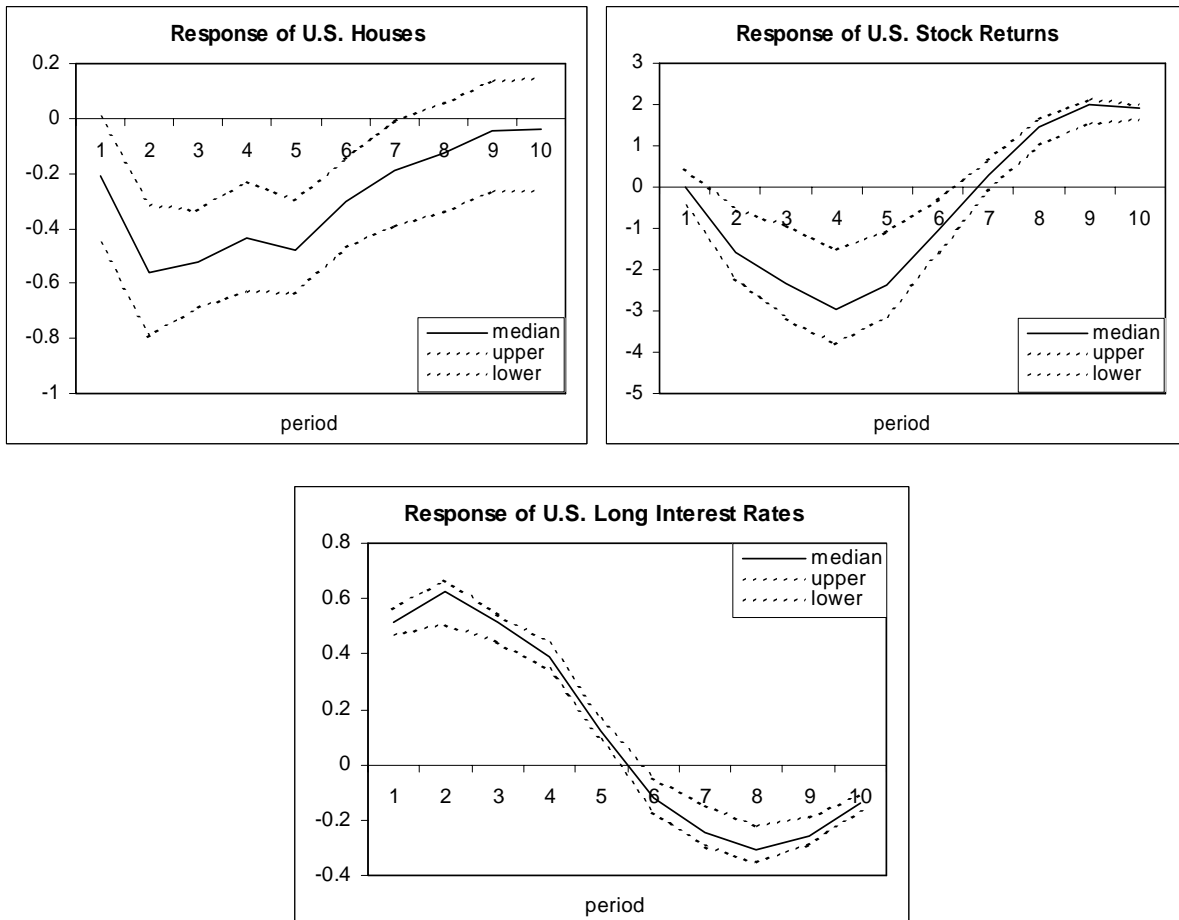 Response of U.S. Houses
0.2
0
-0.2
-0.4
-0.6
-0.8
-1
1 2 3 4 5 6 7 8 9 10
median
upper
lower
period
Response of U.S. Stock Returns
3
2
1
0
-1
-2
-3
-4
-5
1 2 3 4 5 6 7 8 9 10
median
upper
lower
period
Response of U.S. Long Interest Rates
0.8
0.6
0.4
0.2
0
-0.2
-0.4
1 2 3 4 5 6 7 8 9 10
median
upper
lower
period